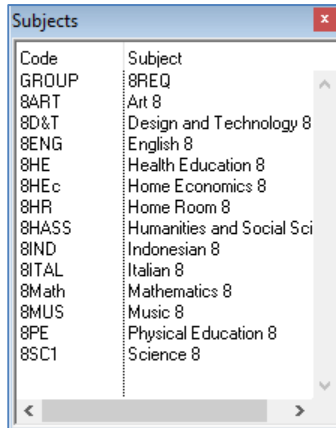 Subjects
Code Subject
GROUP 8REQ
8ART Art 8
8D&T Design and Technology 8
8ENG English 8
8HE Health Education 8
8HEc Home Economics 8
8HR Home Room 8
8HASS Humanities and Social Sci
8IND Indonesian 8
8ITAL Italian 8
8Math Mathematics 8
8MUS Music 8
8PE Physical Education 8
8SC1 Science 8